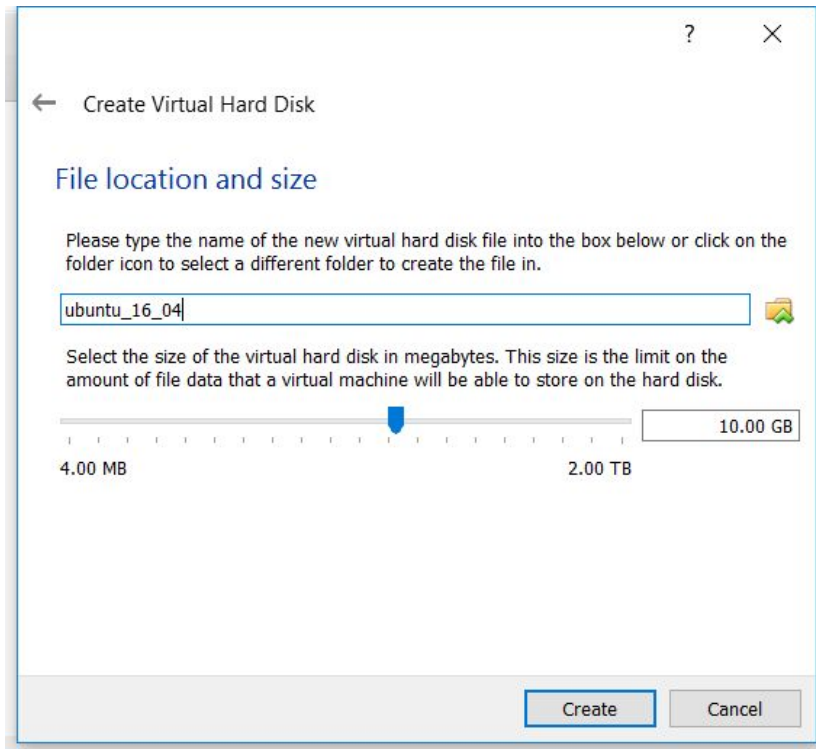 ?
Create Virtual Hard Disk
File location and size
Please type the name of the new virtual hard disk file into the box below or click on the
folder icon to select a different folder to create the file in.
ubuntu_16_04
Select the size of the virtual hard disk in megabytes. This size is the limit on the
amount of file data that a virtual machine will be able to store on the hard disk.
10.00 GB
4.00 MB 2.00 TB
Create Cancel